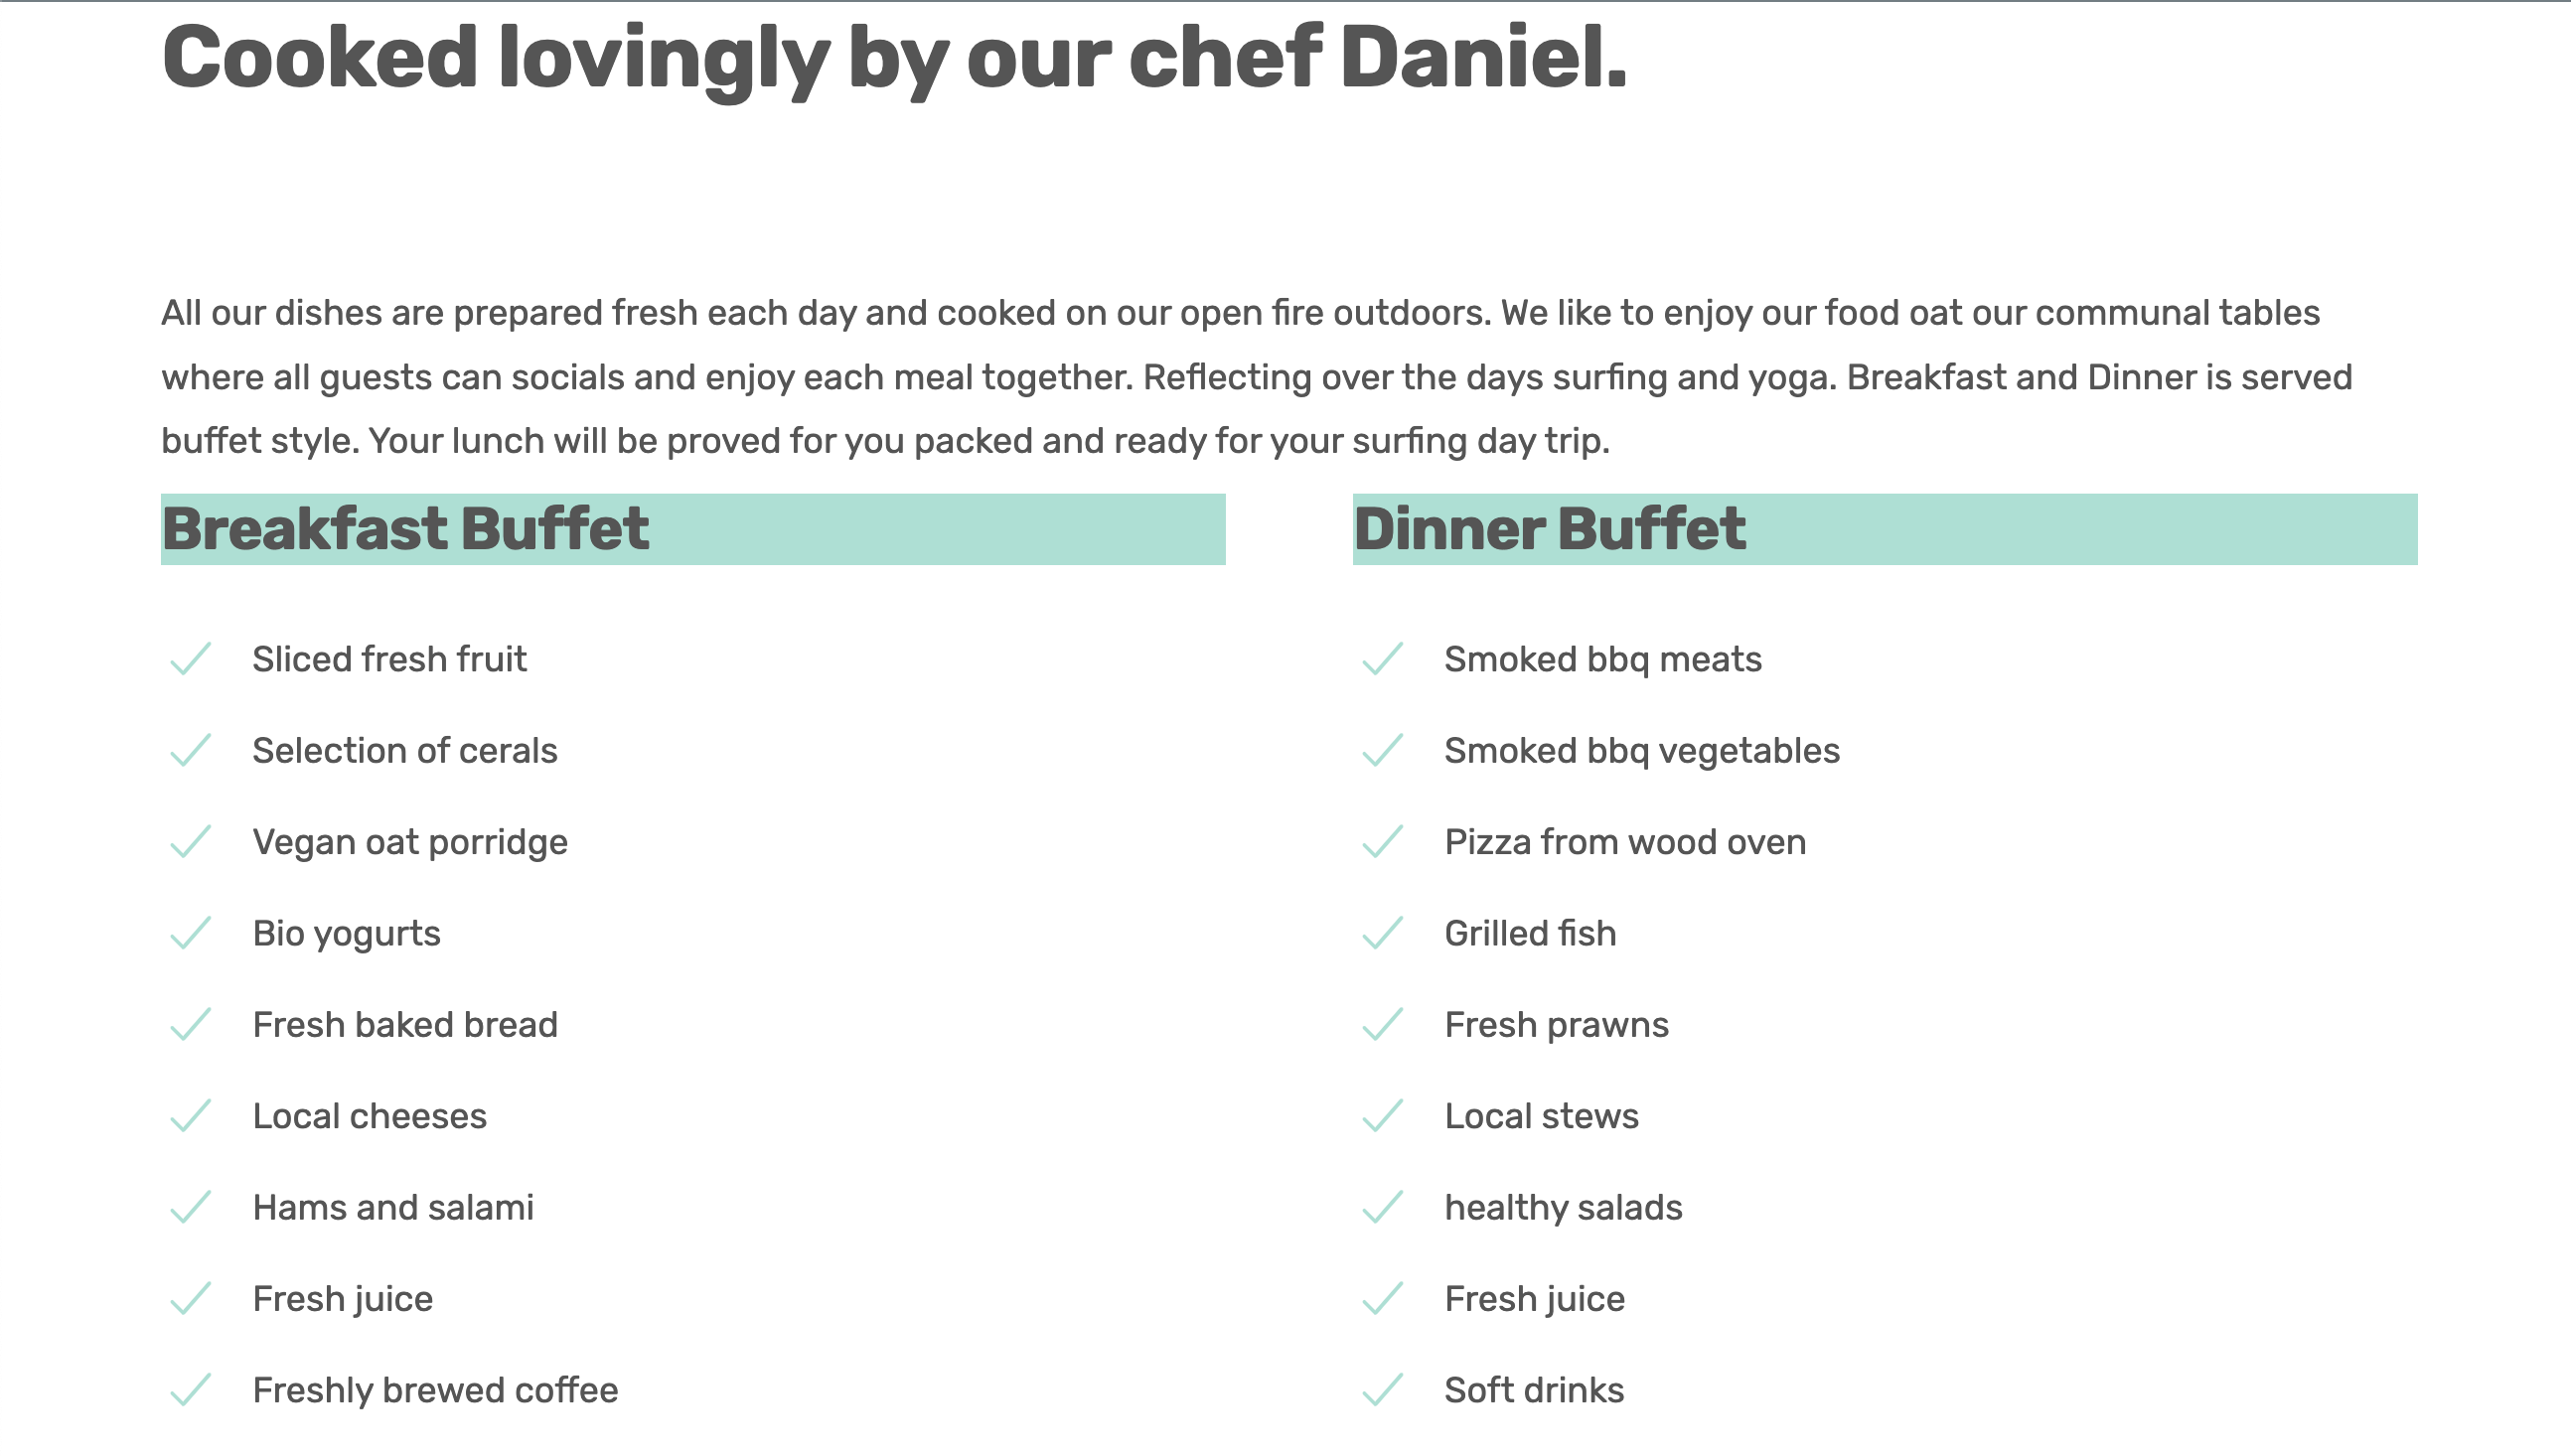 Cooked lovingly by our chef Daniel.
All our dishes are prepared fresh each day and cooked on our open fire outdoors. We like to enjoy our food oat our communal tables
where all guests can socials and enjoy each meal together. Reflecting over the days surfing and yoga. Breakfast and Dinner is served
buffet style. Your lunch will be proved for you packed and ready for your surfing day trip.
Breakfast Buffet
Sliced fresh fruit
Selection of cerals
Vegan oat porridge
Bio yogurts
Fresh baked bread
Local cheeses
Hams and salami
Fresh juice
Freshly brewed coffee
Dinner Buffet
Smoked bbq meats
Smoked bbq vegetables
Pizza from wood oven
Grilled fish
Fresh prawns
Local stews
healthy salads
Fresh juice
Soft drinks